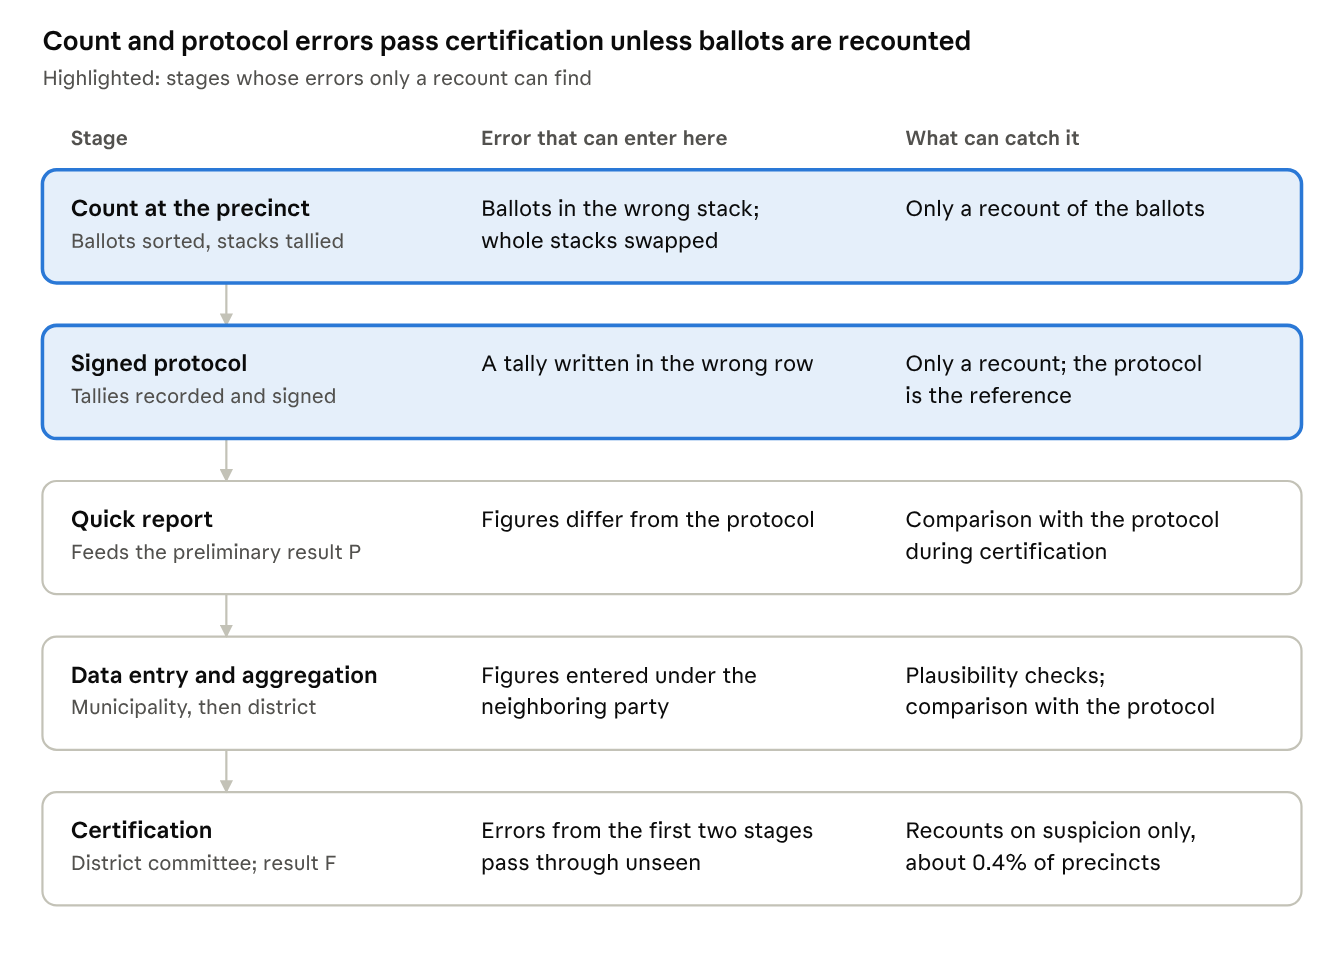 Count and protocol errors pass certification unless ballots are recounted
Highlighted: stages whose errors only a recount can find
Stage
Error that can enter here
What can catch it
Count at the precinct
Ballots sorted, stacks tallied
Ballots in the wrong stack;
whole stacks swapped
Only a recount of the ballots
Signed protocol
Tallies recorded and signed
A tally written in the wrong row
Only a recount; the protocol
is the reference
Quick report
Feeds the preliminary result P
Figures differ from the protocol
Comparison with the protocol
during certification
Data entry and aggregation
Municipality, then district
Figures entered under the
neighboring party
Plausibility checks;
comparison with the protocol
Certification
District committee; result F
Errors from the first two stages
pass through unseen
Recounts on suspicion only,
about 0.4% of precincts